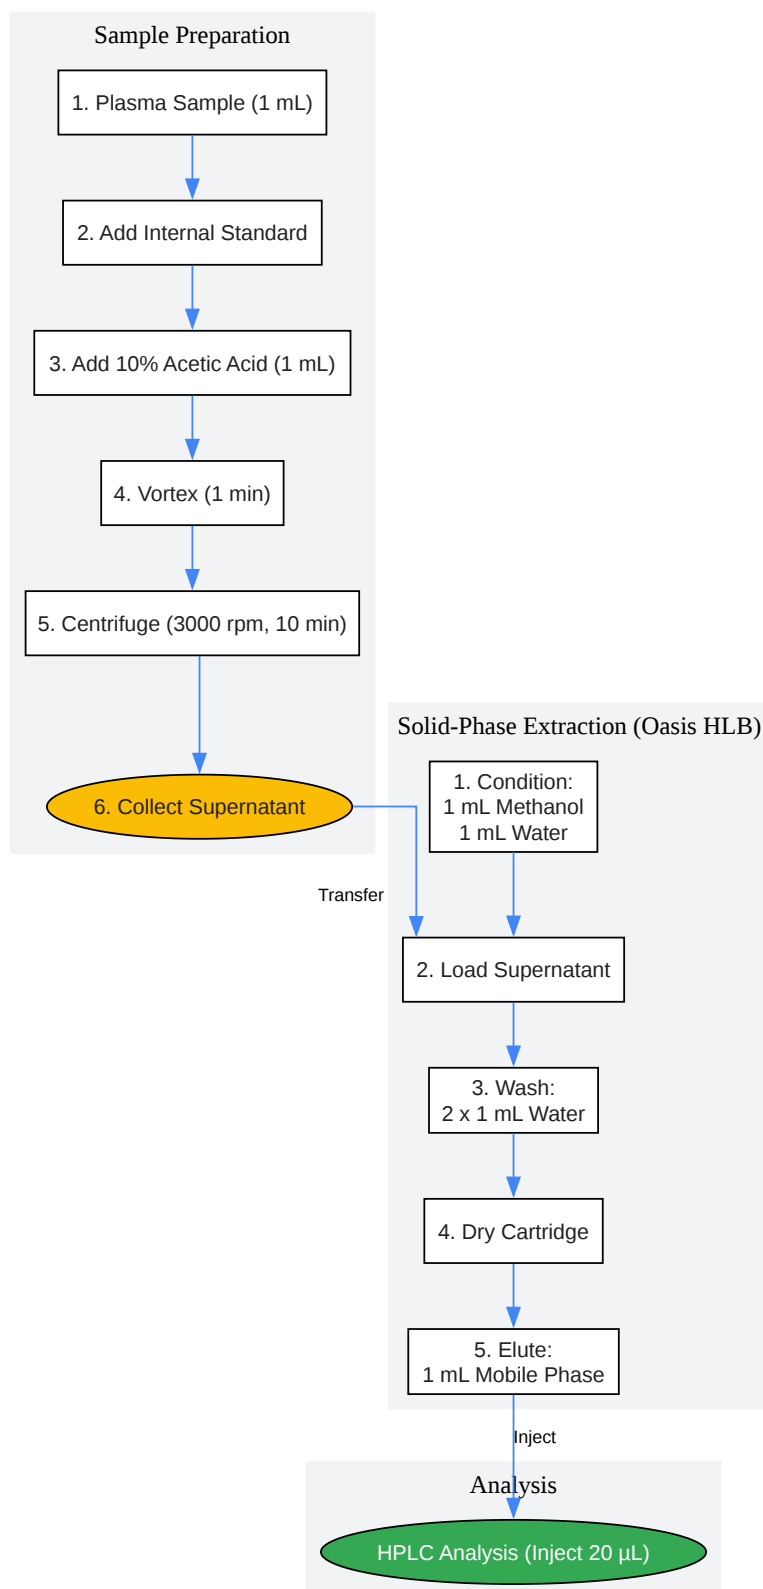 Sample Preparation
1. Plasma Sample (1 mL)
2. Add Internal Standard
3. Add 10% Acetic Acid (1 mL)
4. Vortex (1 min)
5. Centrifuge (3000 rpm, 10 min)
6. Collect Supernatant
Transfer
Solid-Phase Extraction (Oasis HLB)
1. Condition:
1 mL Methanol
1 mL Water
2. Load Supernatant
3. Wash:
2 x 1 mL Water
4. Dry Cartridge
5. Elute:
1 mL Mobile Phase
Inject
Analysis
HPLC Analysis (Inject 20 µL)